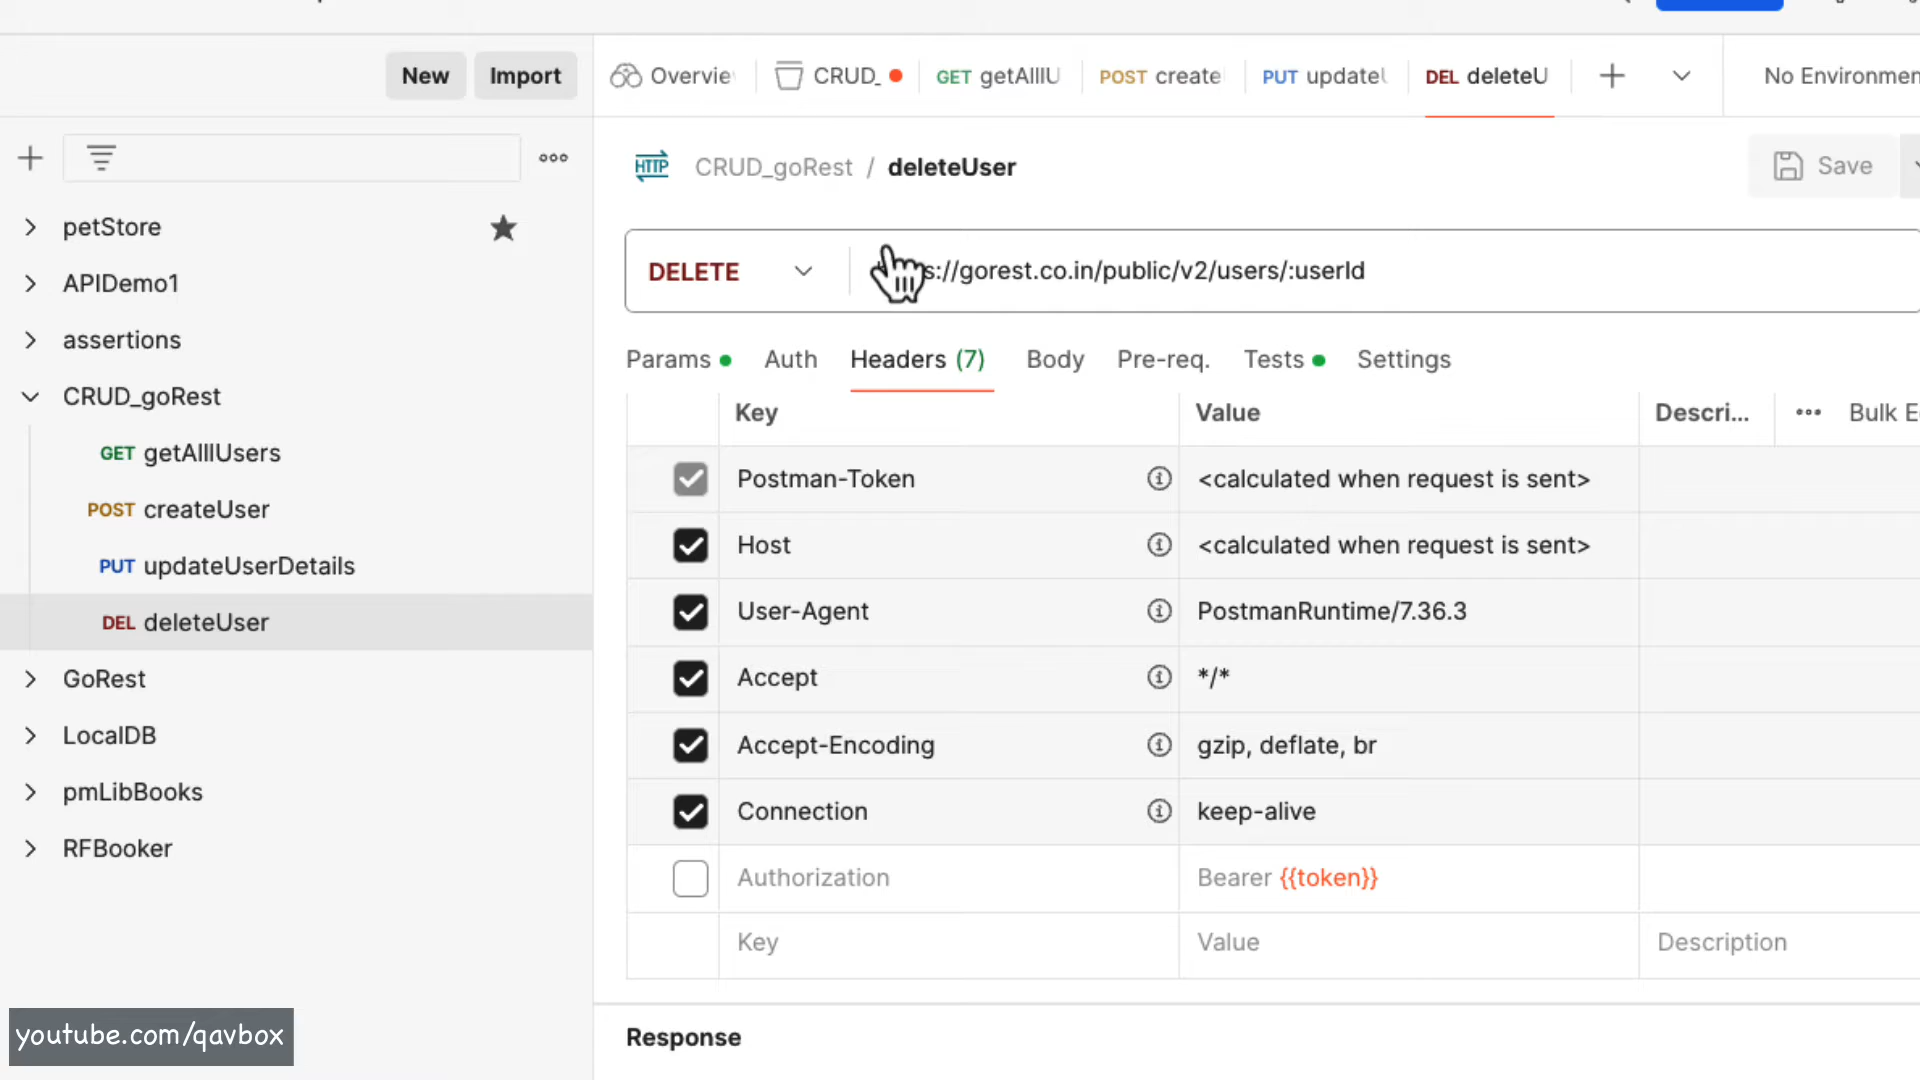 New
Import
Overvie
CRUD_
GET getAlllU
POST create
PUT update
DEL deleteU
No Environmen
HTTP
CRUD_goRest / deleteUser
Save
petStore
APIDemo1
assertions
CRUD_goRest
GET getAlllUsers
POST createUser
PUT updateUserDetails
DEL deleteUser
GoRest
LocalDB
pmLibBooks
RFBooker
DELETE
s://gorest.co.in/public/v2/users/:userId
Params
Auth
Headers (7)
Body
Pre-req.
Tests
Settings
Key Value Descri... Bulk E
Postman-Token <calculated when request is sent>
Host <calculated when request is sent>
User-Agent PostmanRuntime/7.36.3
Accept */*
Accept-Encoding gzip, deflate, br
Connection keep-alive
Authorization Bearer {{token}}
Key Value Description
Response
youtube.com/qavbox